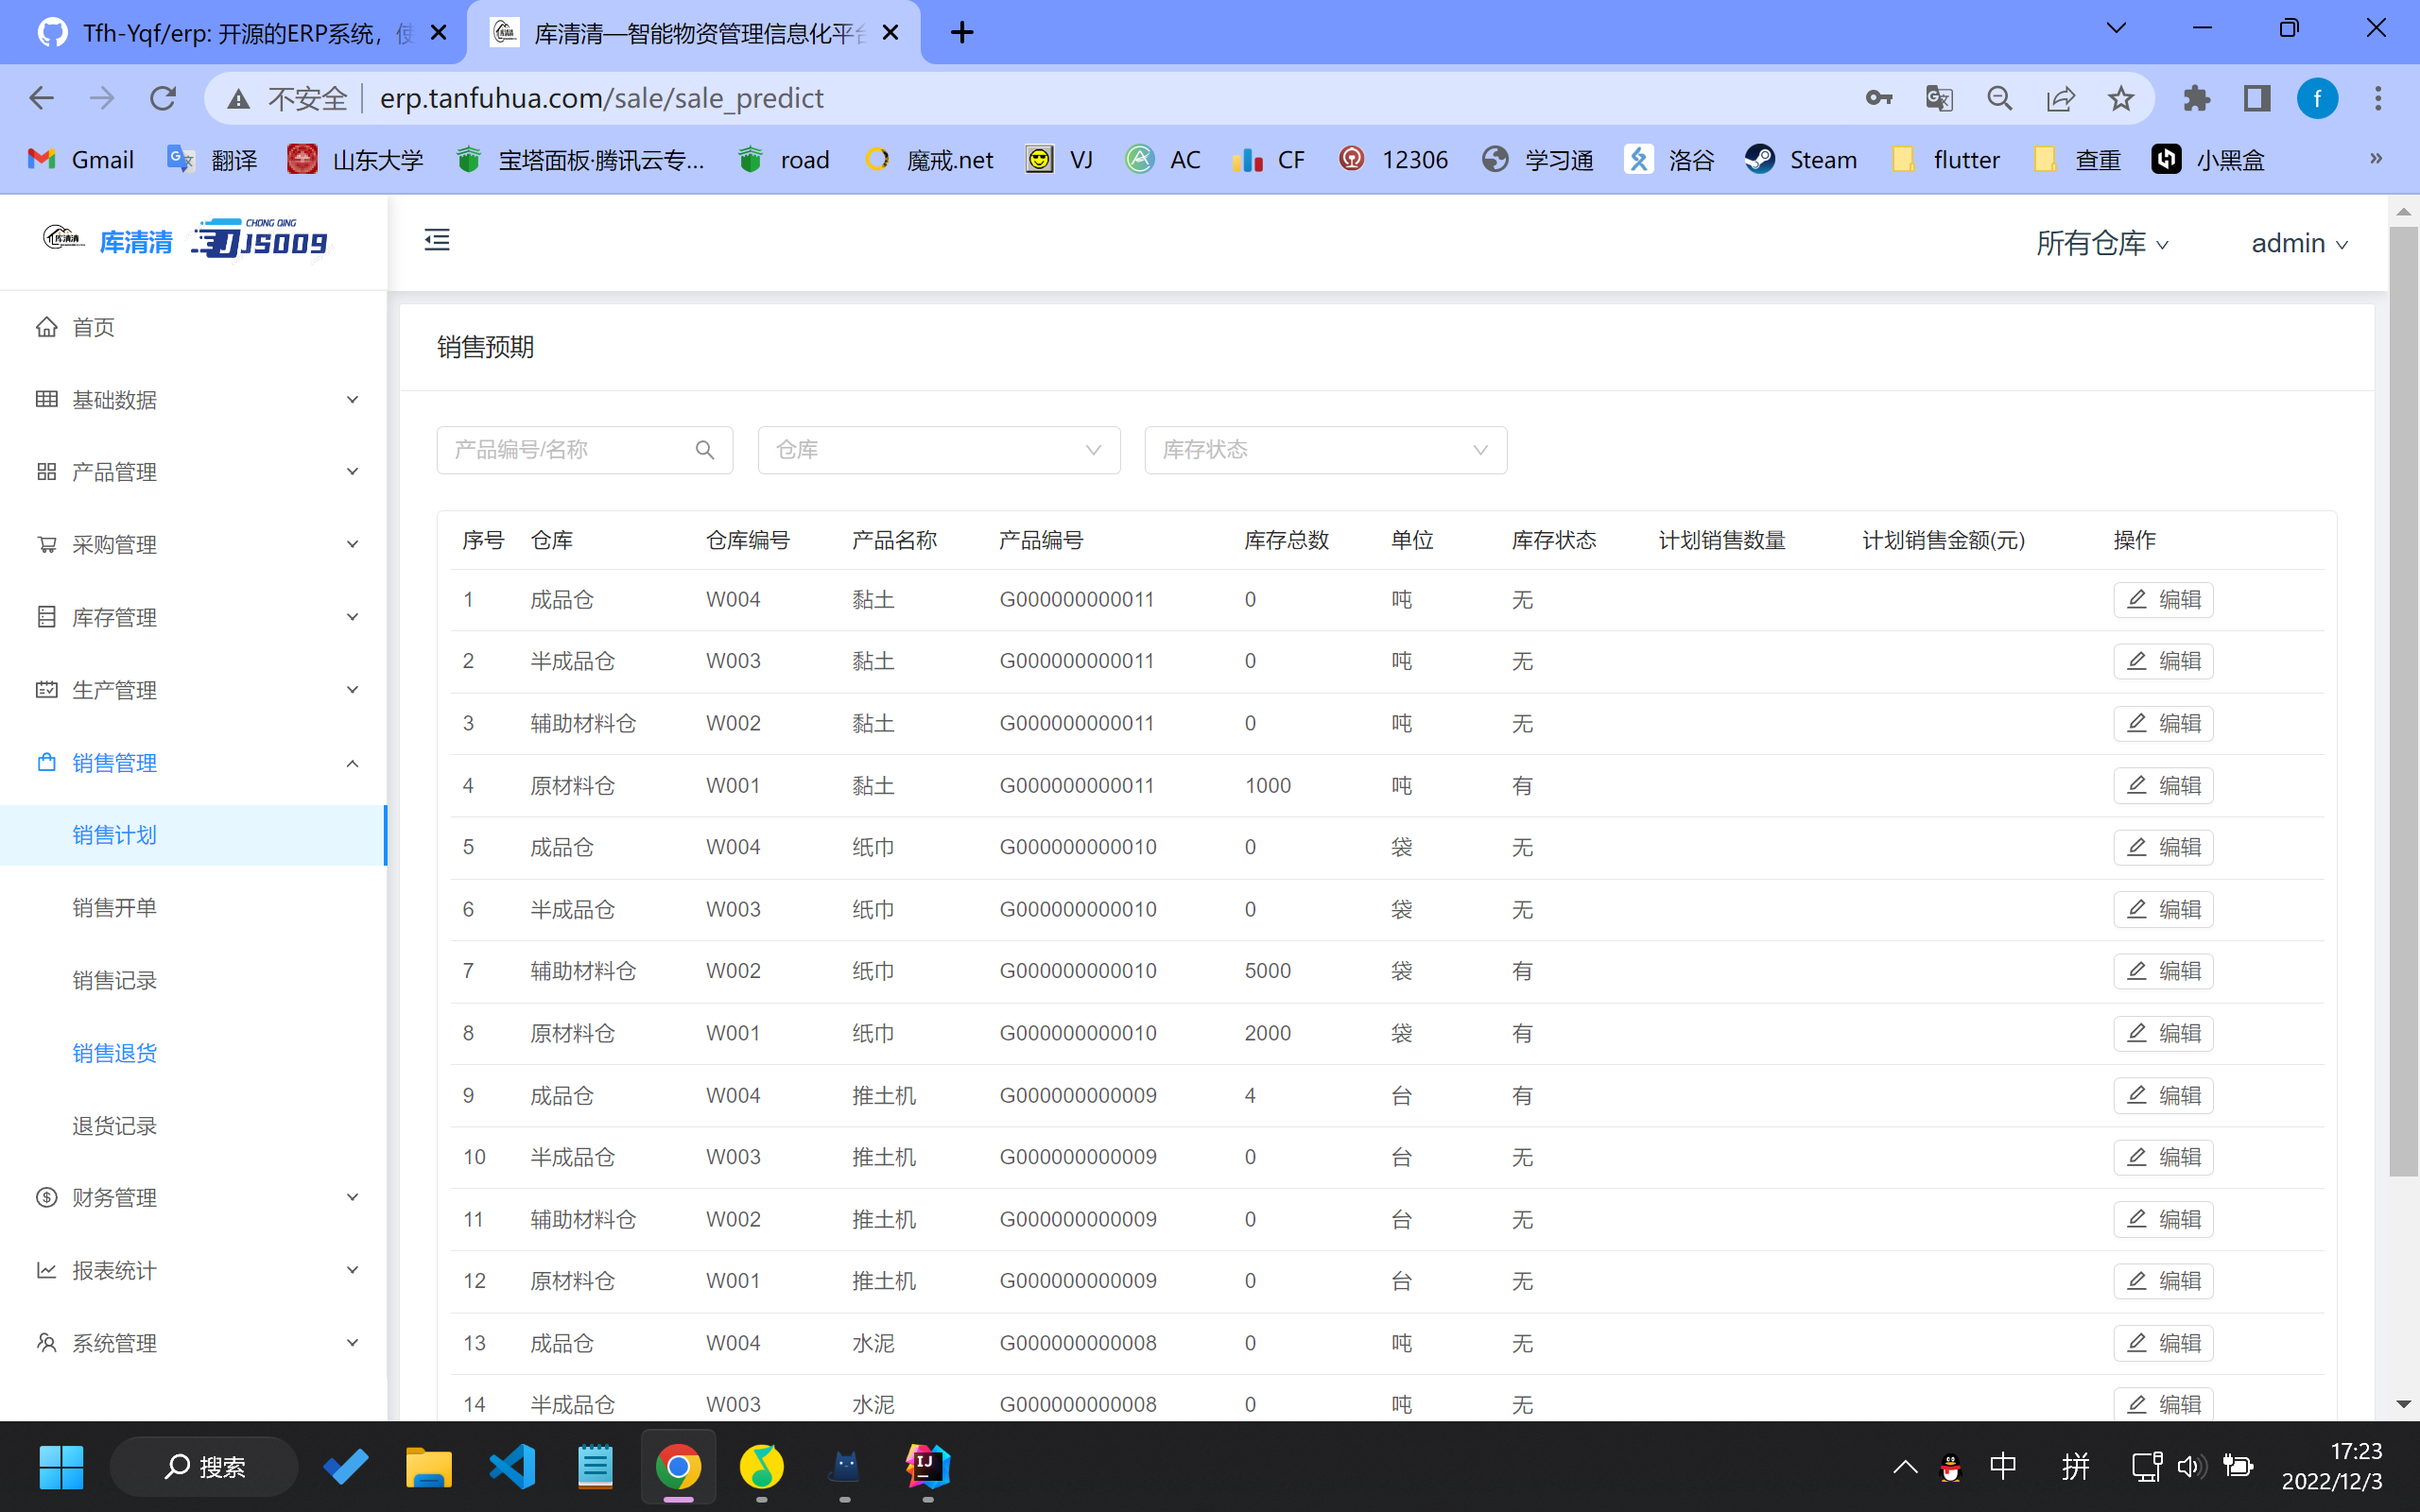 Tfh-Yqf/erp: 开源的ERP系统，使
库清清—智能物资管理信息化平台
不安全 erp.tanfuhua.com/sale/sale_predict
Gmail 翻译 山东大学 宝塔面板·腾讯云专... road 魔戒.net VJ AC CF 12306 学习通 洛谷 Steam flutter 查重 小黑盒 »
库清清 库清清 CHONG QING JJS009
所有仓库 admin
首页
基础数据
产品管理
采购管理
库存管理
生产管理
销售管理
销售计划
销售开单
销售记录
销售退货
退货记录
财务管理
报表统计
系统管理
销售预期
产品编号/名称 仓库 库存状态
序号 仓库 仓库编号 产品名称 产品编号 库存总数 单位 库存状态 计划销售数量 计划销售金额(元) 操作
1 成品仓 W004 黏土 G000000000011 0 吨 无 编辑
2 半成品仓 W003 黏土 G000000000011 0 吨 无 编辑
3 辅助材料仓 W002 黏土 G000000000011 0 吨 无 编辑
4 原材料仓 W001 黏土 G000000000011 1000 吨 有 编辑
5 成品仓 W004 纸巾 G000000000010 0 袋 无 编辑
6 半成品仓 W003 纸巾 G000000000010 0 袋 无 编辑
7 辅助材料仓 W002 纸巾 G000000000010 5000 袋 有 编辑
8 原材料仓 W001 纸巾 G000000000010 2000 袋 有 编辑
9 成品仓 W004 推土机 G000000000009 4 台 有 编辑
10 半成品仓 W003 推土机 G000000000009 0 台 无 编辑
11 辅助材料仓 W002 推土机 G000000000009 0 台 无 编辑
12 原材料仓 W001 推土机 G000000000009 0 台 无 编辑
13 成品仓 W004 水泥 G000000000008 0 吨 无 编辑
14 半成品仓 W003 水泥 G000000000008 0 吨 无 编辑
搜索
中 拼
17:23
2022/12/3